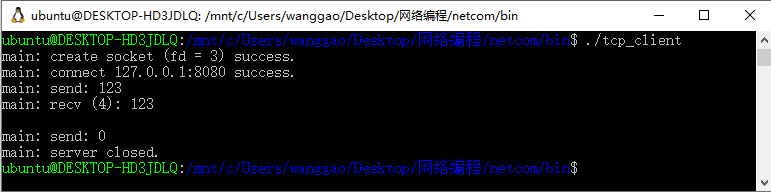 ubuntu@DESKTOP-HD3JDLQ: /mnt/c/Users/wanggao/Desktop/网络编程/netcom/bin
ubuntu@DESKTOP-HD3JDLQ:/mnt/c/Users/wanggao/Desktop/网络编程/netcom/bin$ ./tcp_client
main: create socket (fd = 3) success.
main: connect 127.0.0.1:8080 success.
main: send: 123
main: recv (4): 123
main: send: 0
main: server closed.
ubuntu@DESKTOP-HD3JDLQ:/mnt/c/Users/wanggao/Desktop/网络编程/netcom/bin$